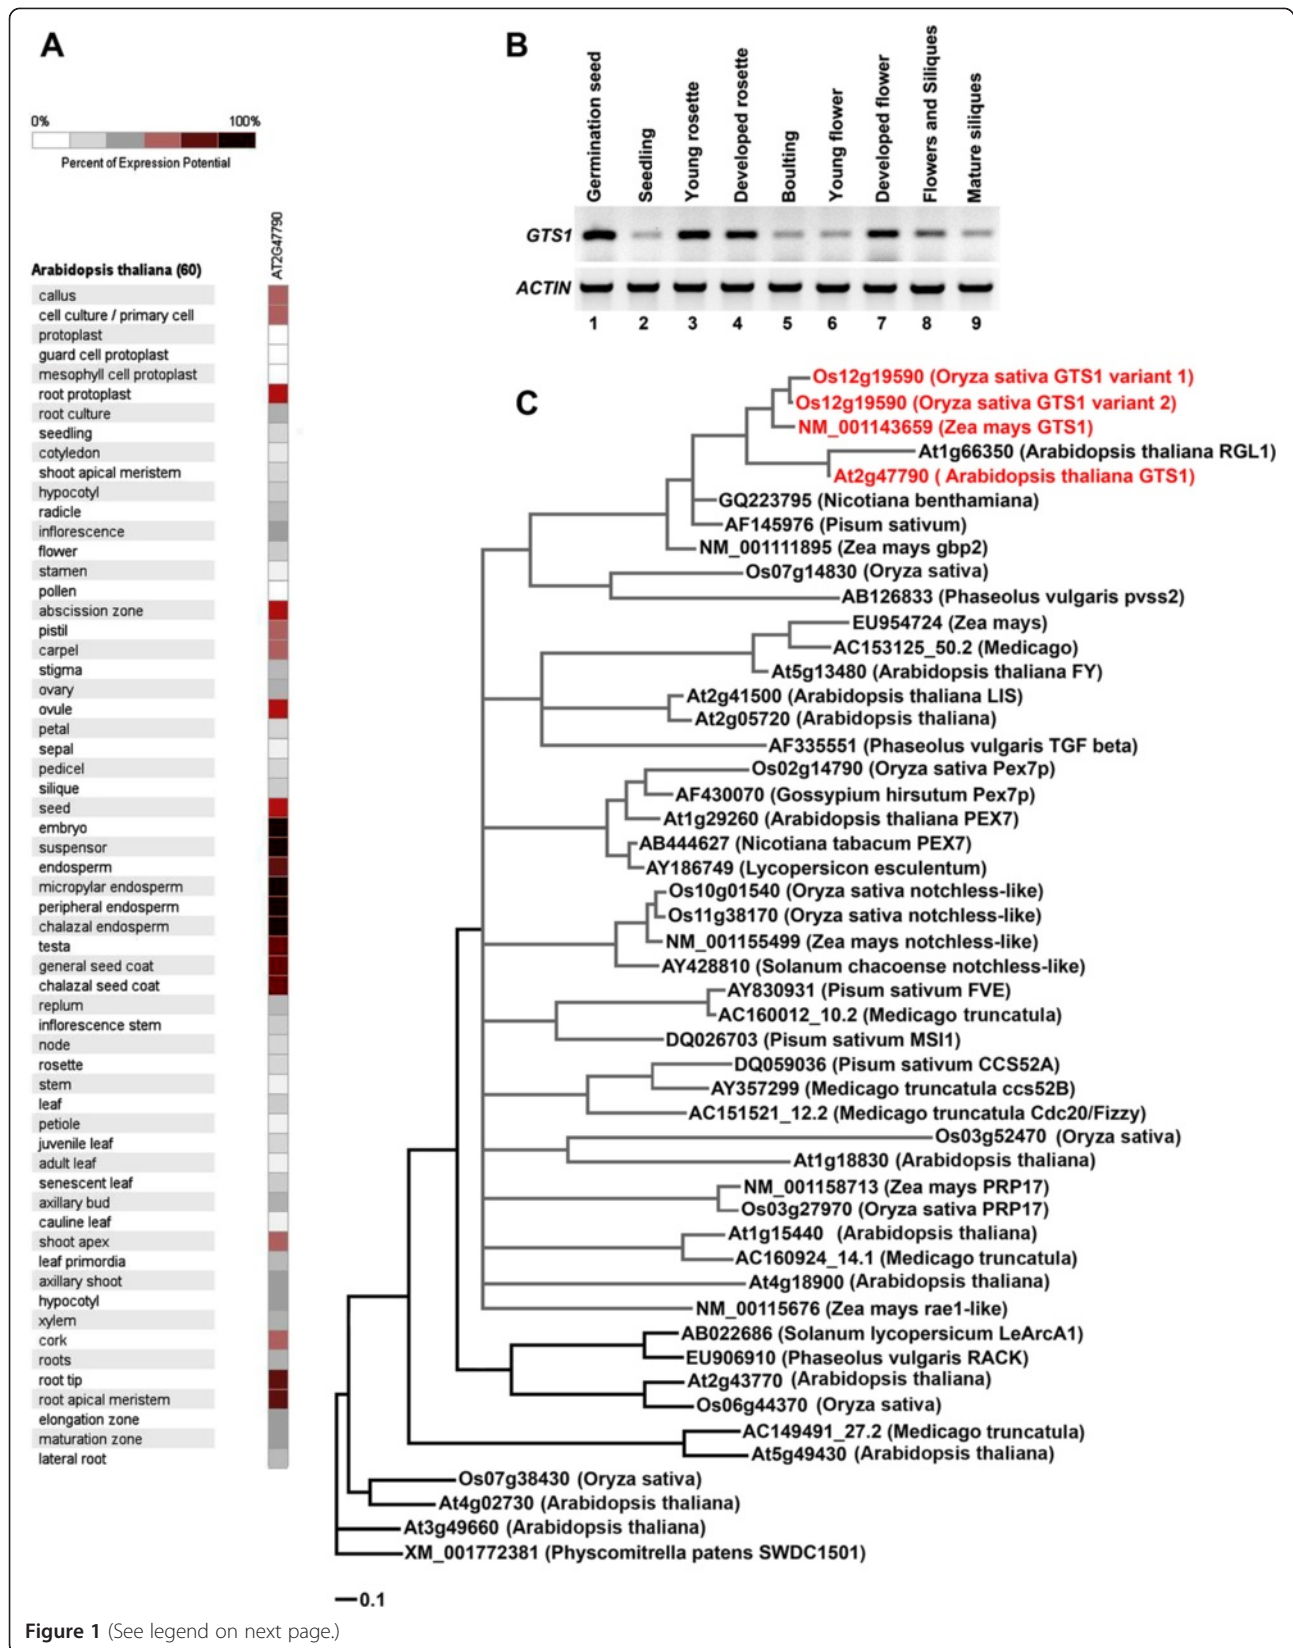 A
0% 100%
Percent of Expression Potential
AT2G47790
Arabidopsis thaliana (60)
callus
cell culture / primary cell
protoplast
guard cell protoplast
mesophyll cell protoplast
root protoplast
root culture
seedling
cotyledon
shoot apical meristem
hypocotyl
radicle
inflorescence
flower
stamen
pollen
abscission zone
pistil
carpel
stigma
ovary
ovule
petal
sepal
pedicel
silique
seed
embryo
suspensor
endosperm
micropylar endosperm
peripheral endosperm
chalazal endosperm
testa
general seed coat
chalazal seed coat
replum
inflorescence stem
node
rosette
stem
leaf
petiole
juvenile leaf
adult leaf
senescent leaf
axillary bud
cauline leaf
shoot apex
leaf primordia
axillary shoot
hypocotyl
xylem
cork
roots
root tip
root apical meristem
elongation zone
maturation zone
lateral root
B
Germination seed
Seedling
Young rosette
Developed rosette
Boulting
Young flower
Developed flower
Flowers and Siliques
Mature siliques
GTS1
ACTIN
1 2 3 4 5 6 7 8 9
C
Os12g19590 (Oryza sativa GTS1 variant 1)
Os12g19590 (Oryza sativa GTS1 variant 2)
NM_001143659 (Zea mays GTS1)
At1g66350 (Arabidopsis thaliana RGL1)
At2g47790 ( Arabidopsis thaliana GTS1)
GQ223795 (Nicotiana benthamiana)
AF145976 (Pisum sativum)
NM_001111895 (Zea mays gbp2)
Os07g14830 (Oryza sativa)
AB126833 (Phaseolus vulgaris pvss2)
EU954724 (Zea mays)
AC153125_50.2 (Medicago)
At5g13480 (Arabidopsis thaliana FY)
At2g41500 (Arabidopsis thaliana LIS)
At2g05720 (Arabidopsis thaliana)
AF335551 (Phaseolus vulgaris TGF beta)
Os02g14790 (Oryza sativa Pex7p)
AF430070 (Gossypium hirsutum Pex7p)
At1g29260 (Arabidopsis thaliana PEX7)
AB444627 (Nicotiana tabacum PEX7)
AY186749 (Lycopersicon esculentum)
Os10g01540 (Oryza sativa notchless-like)
Os11g38170 (Oryza sativa notchless-like)
NM_001155499 (Zea mays notchless-like)
AY428810 (Solanum chacoense notchless-like)
AY830931 (Pisum sativum FVE)
AC160012_10.2 (Medicago truncatula)
DQ026703 (Pisum sativum MSI1)
DQ059036 (Pisum sativum CCS52A)
AY357299 (Medicago truncatula ccs52B)
AC151521_12.2 (Medicago truncatula Cdc20/Fizzy)
Os03g52470 (Oryza sativa)
At1g18830 (Arabidopsis thaliana)
NM_001158713 (Zea mays PRP17)
Os03g27970 (Oryza sativa PRP17)
At1g15440 (Arabidopsis thaliana)
AC160924_14.1 (Medicago truncatula)
At4g18900 (Arabidopsis thaliana)
NM_00115676 (Zea mays rae1-like)
AB022686 (Solanum lycopersicum LeArcA1)
EU906910 (Phaseolus vulgaris RACK)
At2g43770 (Arabidopsis thaliana)
Os06g44370 (Oryza sativa)
AC149491_27.2 (Medicago truncatula)
At5g49430 (Arabidopsis thaliana)
Os07g38430 (Oryza sativa)
At4g02730 (Arabidopsis thaliana)
At3g49660 (Arabidopsis thaliana)
XM_001772381 (Physcomitrella patens SWDC1501)
0.1
Figure 1 (See legend on next page.)